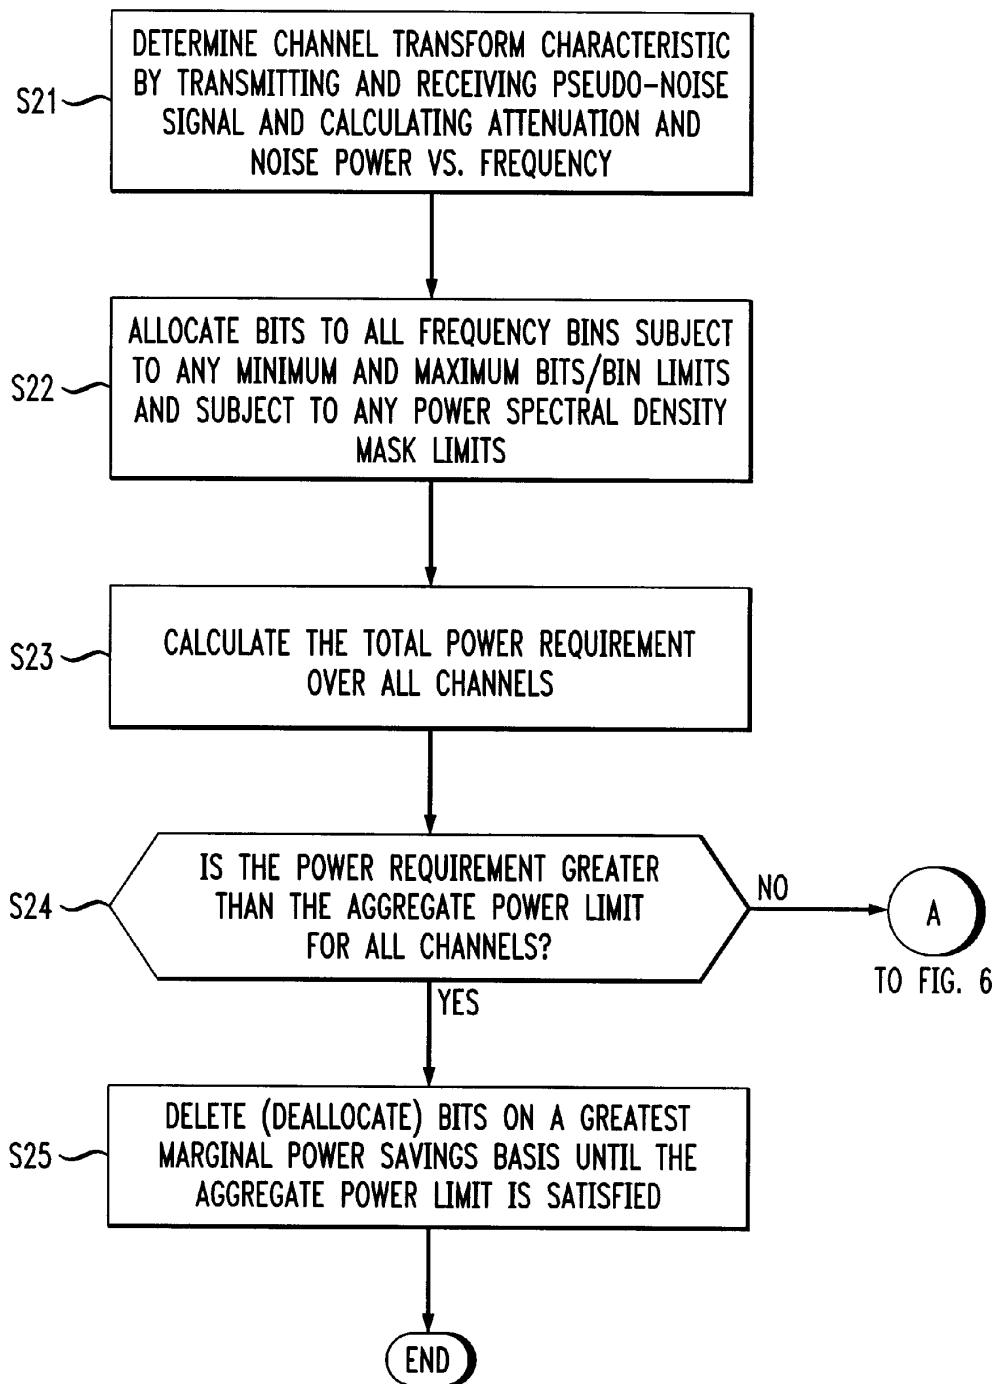 S21
DETERMINE CHANNEL TRANSFORM CHARACTERISTIC
BY TRANSMITTING AND RECEIVING PSEUDO-NOISE
SIGNAL AND CALCULATING ATTENUATION AND
NOISE POWER VS. FREQUENCY
S22
ALLOCATE BITS TO ALL FREQUENCY BINS SUBJECT
TO ANY MINIMUM AND MAXIMUM BITS/BIN LIMITS
AND SUBJECT TO ANY POWER SPECTRAL DENSITY
MASK LIMITS
S23
CALCULATE THE TOTAL POWER REQUIREMENT
OVER ALL CHANNELS
S24
IS THE POWER REQUIREMENT GREATER
THAN THE AGGREGATE POWER LIMIT
FOR ALL CHANNELS?
NO
A
TO FIG. 6
YES
S25
DELETE (DEALLOCATE) BITS ON A GREATEST
MARGINAL POWER SAVINGS BASIS UNTIL THE
AGGREGATE POWER LIMIT IS SATISFIED
END